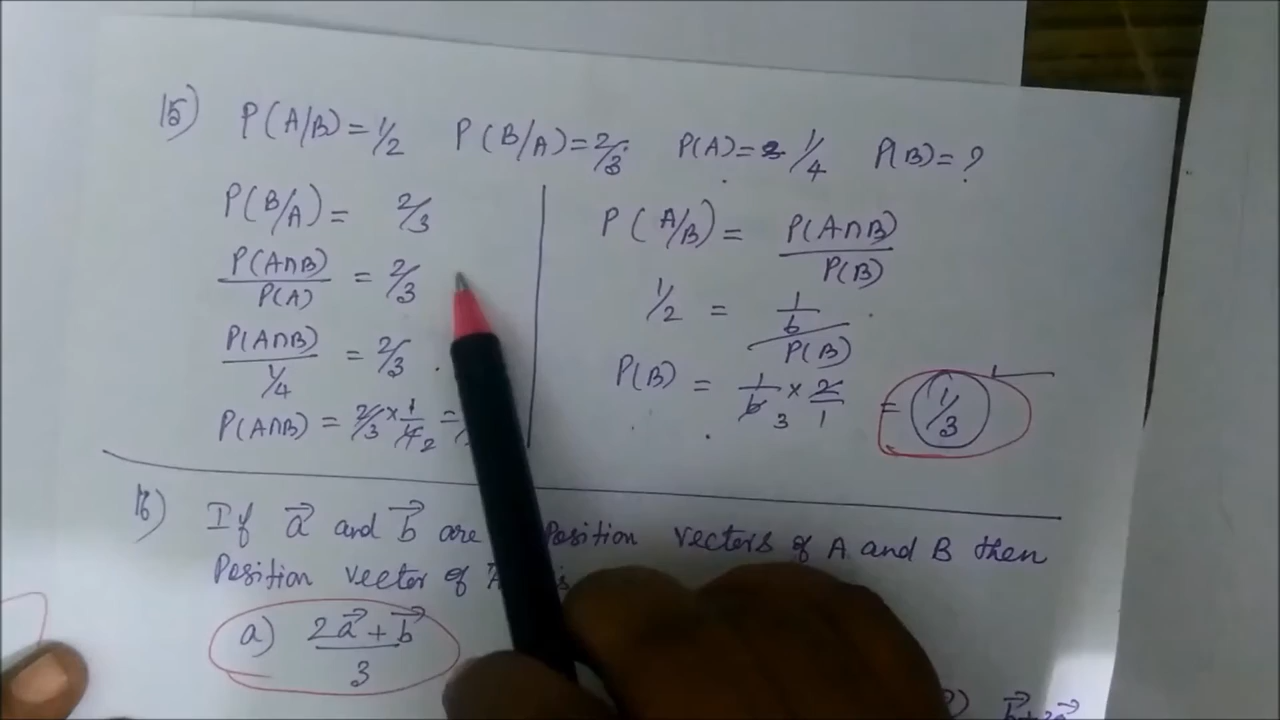 15) P(A/B) = 1/2 P(B/A) = 2/3 P(A) = 1/4 P(B) = ?
P(B/A) = 2/3
P(A∩B)/P(A) = 2/3
P(A∩B)/(1/4) = 2/3
P(A∩B) = 2/3 × 1/4 2 =
P(A/B) = P(A∩B)/P(B)
1/2 = (1/6)/P(B)
P(B) = 1/6 3 × 2/1 = 1/3
16) If a⃗ and b⃗ are Position vectors of A and B then
Position vector of
a) (2a⃗ + b⃗)/3